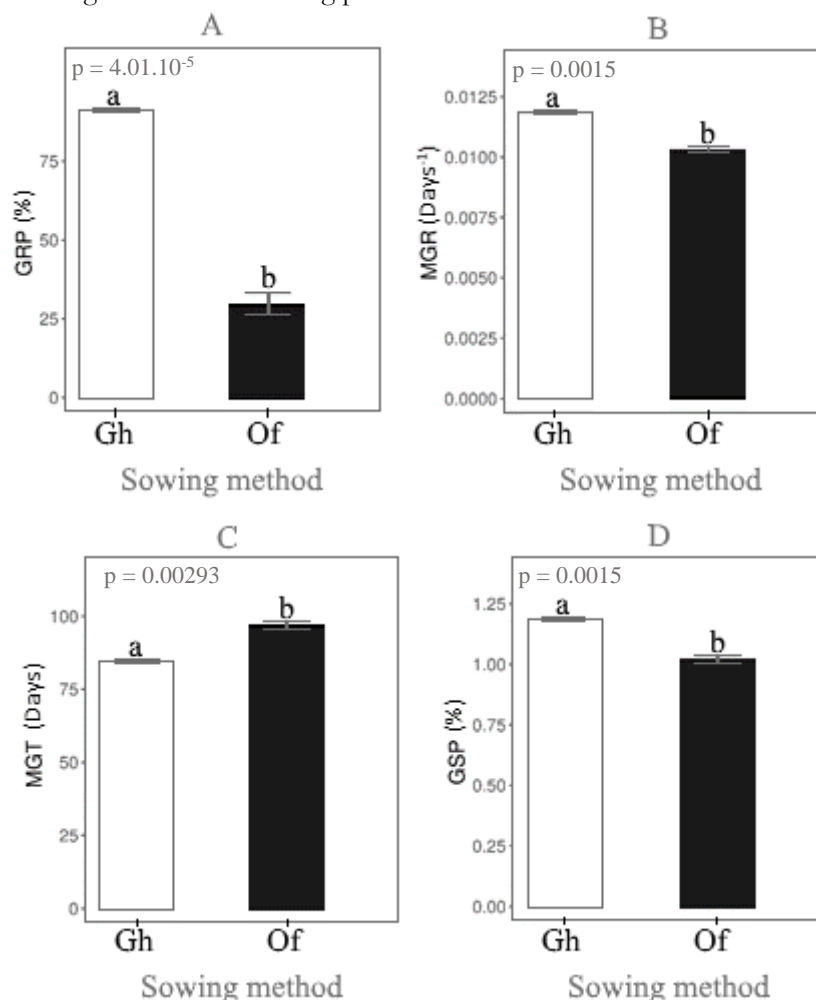 A
p = 4.01.10⁻⁵
a
b
75
50
25
0
GRP (%)
Gh Of
Sowing method
B
p = 0.0015
a
b
0.0125
0.0100
0.0075
0.0050
0.0025
0.0000
MGR (Days⁻¹)
Gh Of
Sowing method
C
p = 0.00293
a
b
100
75
50
25
0
MGT (Days)
Gh Of
Sowing method
D
p = 0.0015
a
b
1.25
1.00
0.75
0.50
0.25
0.00
GSP (%)
Gh Of
Sowing method